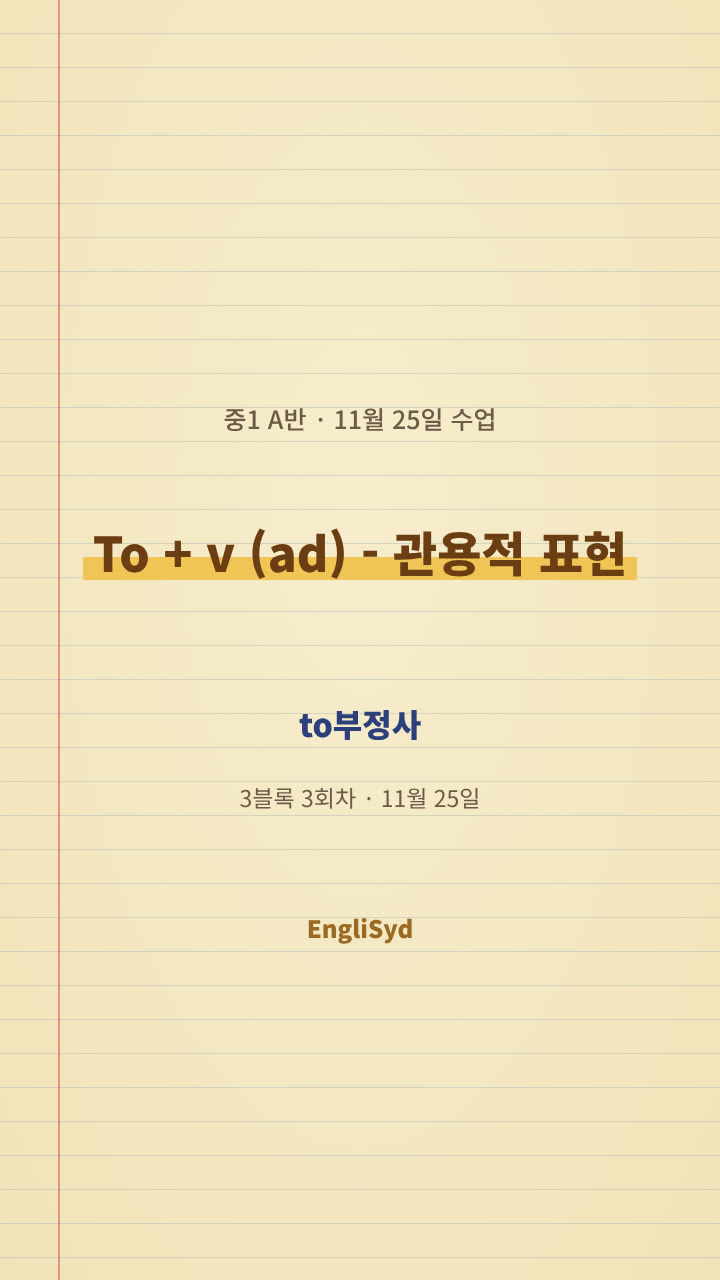 중1 A반 · 11월 25일 수업
To + v (ad) - 관용적 표현
to부정사
3블록 3회차 · 11월 25일
EngliSyd